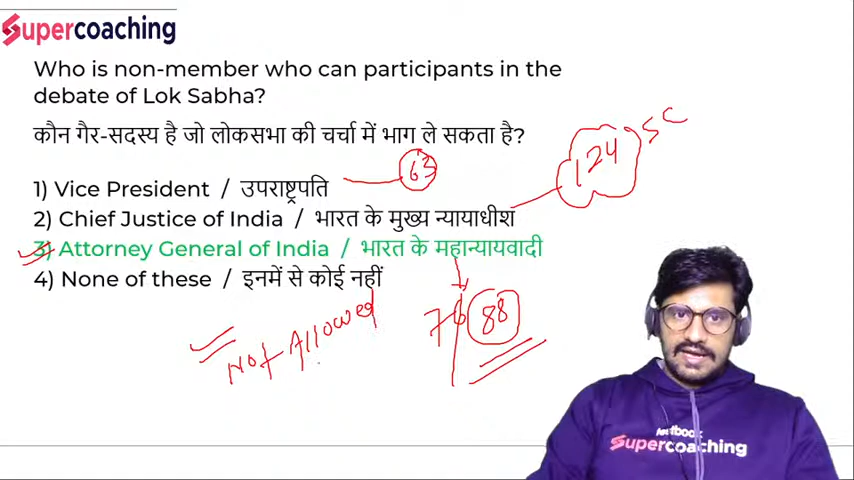 Supercoaching
Who is non-member who can participants in the
debate of Lok Sabha?
कौन गैर-सदस्य है जो लोकसभा की चर्चा में भाग ले सकता है?
63
124 SC
1) Vice President / उपराष्ट्रपति
2) Chief Justice of India / भारत के मुख्य न्यायाधीश
3) Attorney General of India / भारत के महान्यायवादी
4) None of these / इनमें से कोई नहीं
76 88
Not Allowed
testbook
Supercoaching